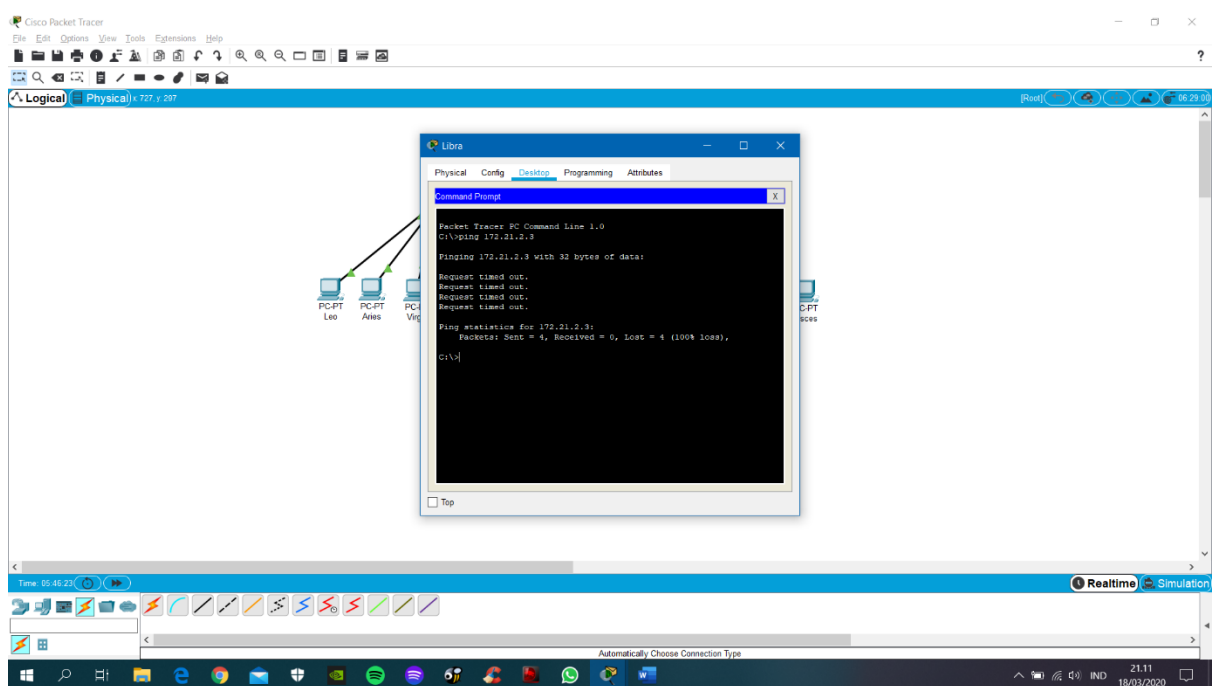 Cisco Packet Tracer
File Edit Options View Tools Extensions Help
?
Logical Physical x: 727, y: 297 [Root] 06:29:00
Libra
Physical Config Desktop Programming Attributes
Command Prompt X
Packet Tracer PC Command Line 1.0
C:\>ping 172.21.2.3
Pinging 172.21.2.3 with 32 bytes of data:
Request timed out.
Request timed out.
Request timed out.
Request timed out.
Ping statistics for 172.21.2.3:
Packets: Sent = 4, Received = 0, Lost = 4 (100% loss),
C:\>
PC-PT
Leo
PC-PT
Aries
PC-
Virg
C-PT
sces
Top
Time: 05:46:23 Realtime Simulation
Automatically Choose Connection Type
IND 21.11
18/03/2020